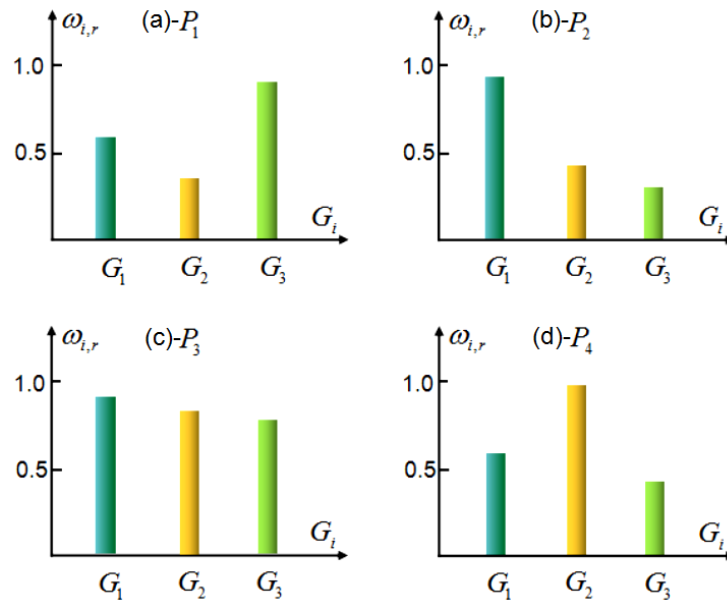 ω_{i,r} (a)-P_1
1.0
0.5
G_i
G_1 G_2 G_3
ω_{i,r} (b)-P_2
1.0
0.5
G_i
G_1 G_2 G_3
ω_{i,r} (c)-P_3
1.0
0.5
G_i
G_1 G_2 G_3
ω_{i,r} (d)-P_4
1.0
0.5
G_i
G_1 G_2 G_3